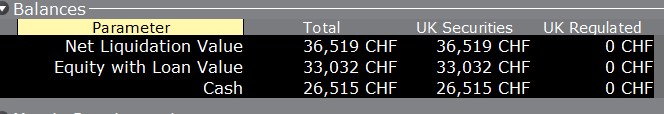 Balances
Parameter Total UK Securities UK Regulated
Net Liquidation Value 36,519 CHF 36,519 CHF 0 CHF
Equity with Loan Value 33,032 CHF 33,032 CHF 0 CHF
Cash 26,515 CHF 26,515 CHF 0 CHF